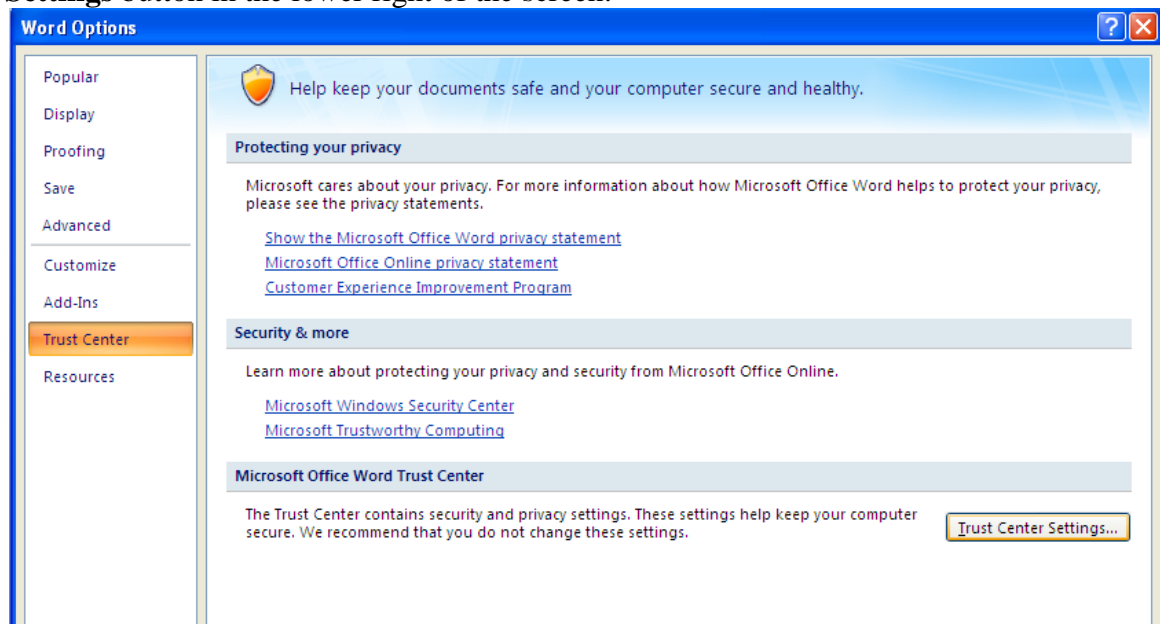 Settings button in the lower right of the screen.
Word Options
Popular
Display
Proofing
Save
Advanced
Customize
Add-Ins
Trust Center
Resources
Help keep your documents safe and your computer secure and healthy.
Protecting your privacy
Microsoft cares about your privacy. For more information about how Microsoft Office Word helps to protect your privacy,
please see the privacy statements.
Show the Microsoft Office Word privacy statement
Microsoft Office Online privacy statement
Customer Experience Improvement Program
Security & more
Learn more about protecting your privacy and security from Microsoft Office Online.
Microsoft Windows Security Center
Microsoft Trustworthy Computing
Microsoft Office Word Trust Center
The Trust Center contains security and privacy settings. These settings help keep your computer
secure. We recommend that you do not change these settings.
Trust Center Settings...